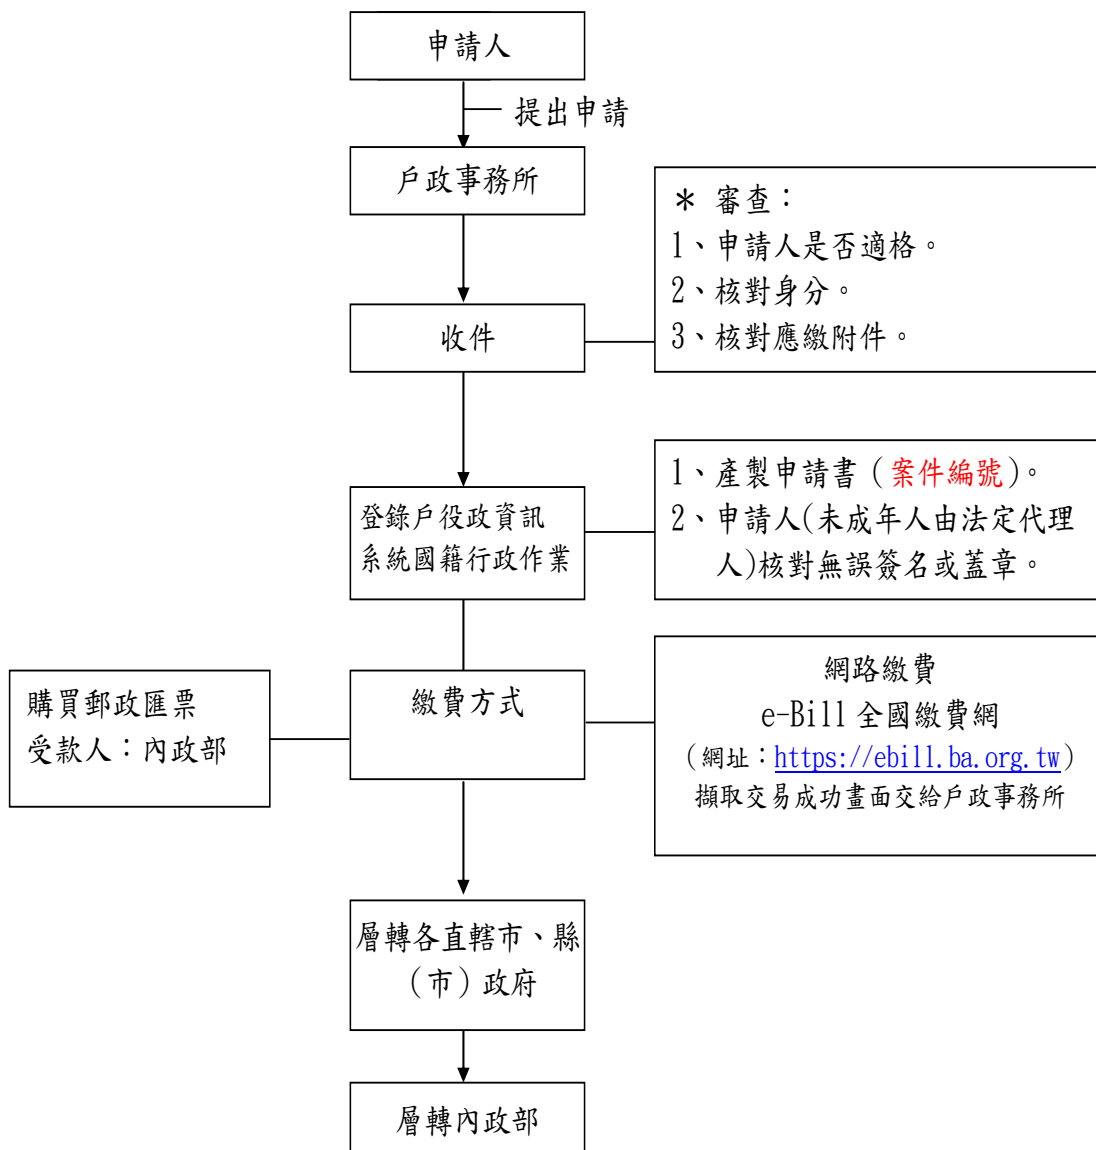 申請人
提出申請
戶政事務所
＊ 審查：
1、申請人是否適格。
2、核對身分。
3、核對應繳附件。
收件
1、產製申請書（案件編號）。
2、申請人(未成年人由法定代理
人)核對無誤簽名或蓋章。
登錄戶役政資訊
系統國籍行政作業
購買郵政匯票
受款人：內政部
繳費方式
網路繳費
e-Bill 全國繳費網
（網址：https://ebill.ba.org.tw）
擷取交易成功畫面交給戶政事務所
層轉各直轄市、縣
（市）政府
層轉內政部